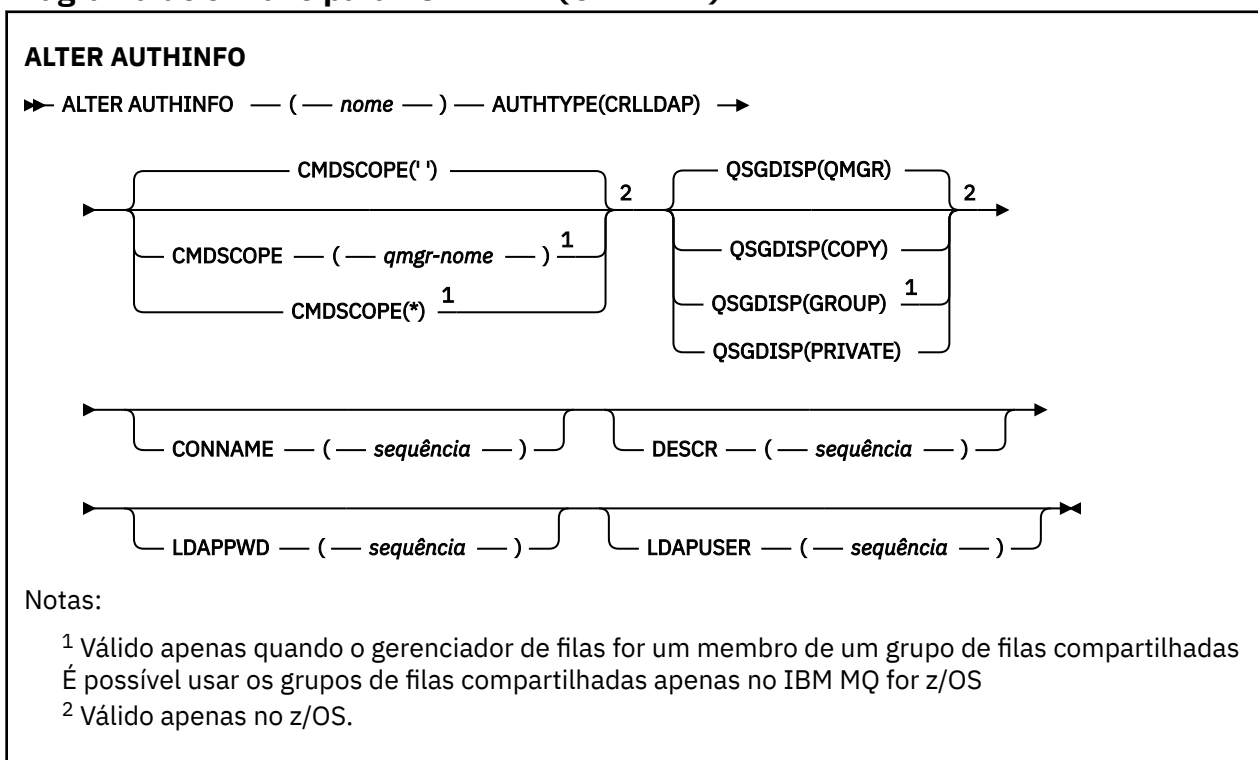 ALTER AUTHINFO
ALTER AUTHINFO ( nome ) AUTHTYPE(CRLLDAP)
CMDSCOPE(' ') 2 QSGDISP(QMGR) 2
CMDSCOPE ( qmgr-nome ) 1 QSGDISP(COPY)
CMDSCOPE(*) 1 QSGDISP(GROUP) 1
QSGDISP(PRIVATE)
CONNAME ( sequência ) DESCR ( sequência )
LDAPPWD ( sequência ) LDAPUSER ( sequência )
Notas:
1 Válido apenas quando o gerenciador de filas for um membro de um grupo de filas compartilhadas
É possível usar os grupos de filas compartilhadas apenas no IBM MQ for z/OS
2 Válido apenas no z/OS.